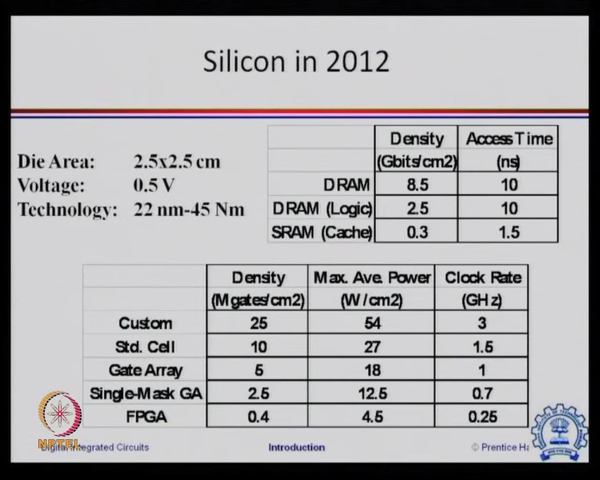 Silicon in 2012
Die Area: 2.5x2.5 cm
Voltage: 0.5 V
Technology: 22 nm-45 Nm
Density Access Time
(Gbits/cm2) (ns)
DRAM 8.5 10
DRAM (Logic) 2.5 10
SRAM (Cache) 0.3 1.5
Density Max. Ave. Power Clock Rate
(Mgates/cm2) (W/cm2) (GHz)
Custom 25 54 3
Std. Cell 10 27 1.5
Gate Array 5 18 1
Single-Mask GA 2.5 12.5 0.7
FPGA 0.4 4.5 0.25
NPTEL
Digital Integrated Circuits Introduction © Prentice Ha